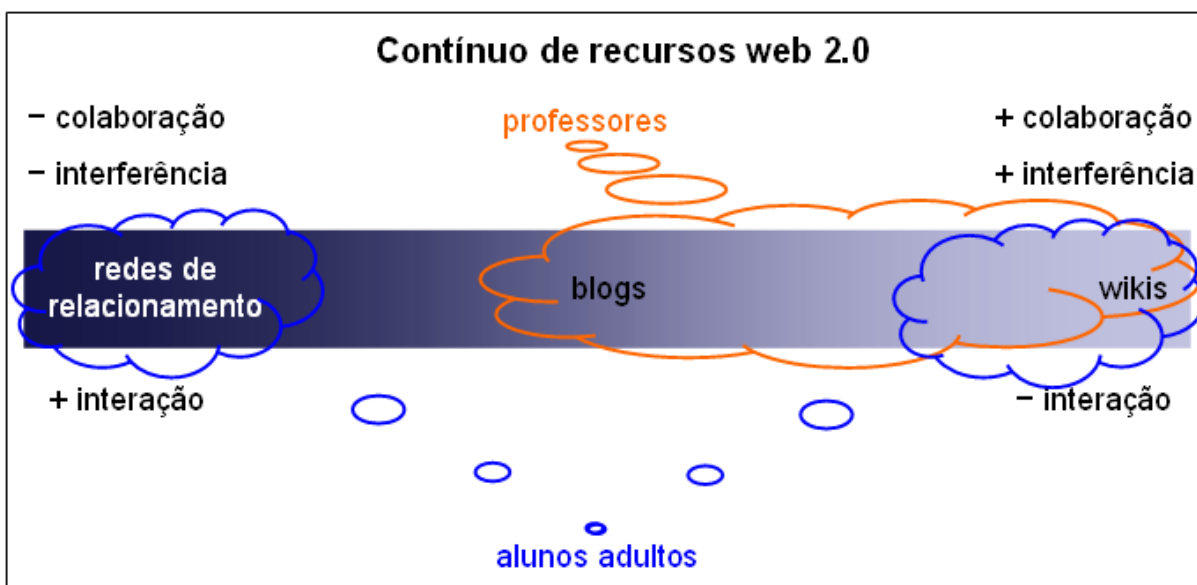 Contínuo de recursos web 2.0
− colaboração
professores
+ colaboração
− interferência
+ interferência
redes de
relacionamento
blogs
wikis
+ interação
− interação
alunos adultos